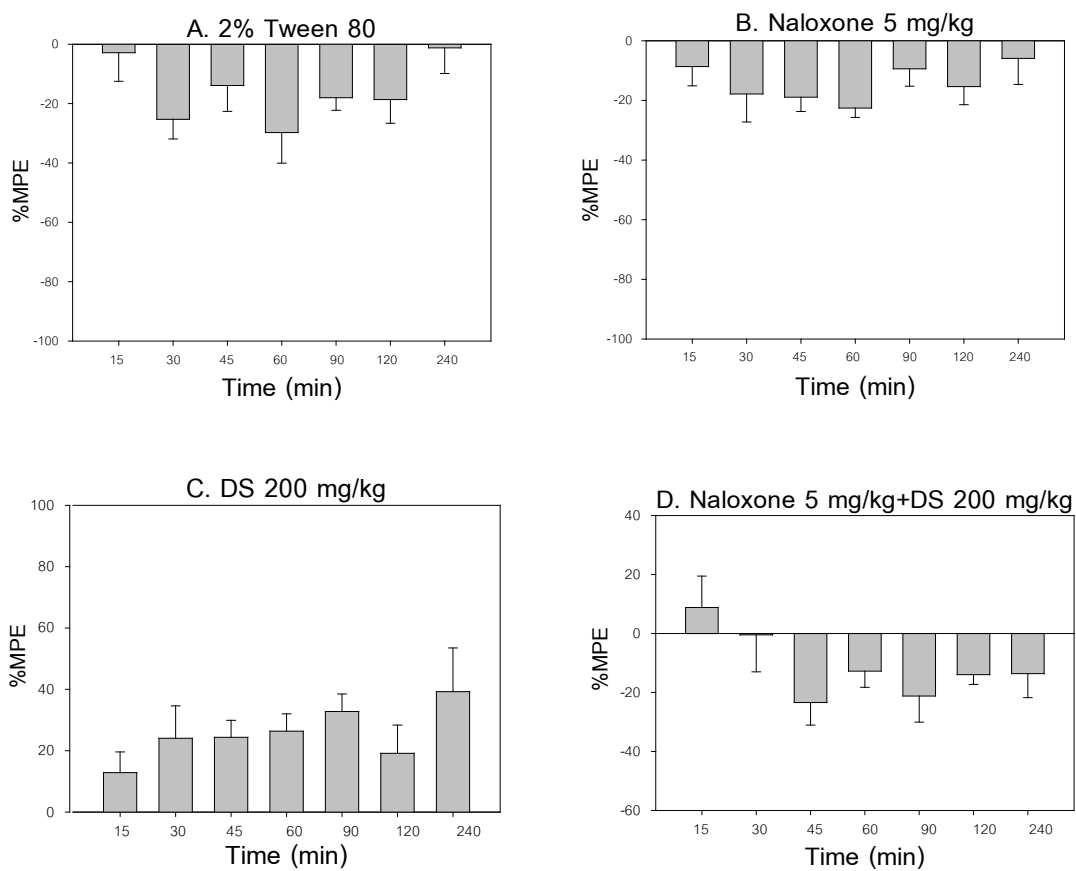 A. 2% Tween 80
0
-20
-40
-60
-80
-100
%MPE
15 30 45 60 90 120 240
Time (min)
B. Naloxone 5 mg/kg
0
-20
-40
-60
-80
-100
%MPE
15 30 45 60 90 120 240
Time (min)
C. DS 200 mg/kg
100
80
60
40
20
0
%MPE
15 30 45 60 90 120 240
Time (min)
D. Naloxone 5 mg/kg+DS 200 mg/kg
40
20
0
-20
-40
-60
%MPE
15 30 45 60 90 120 240
Time (min)